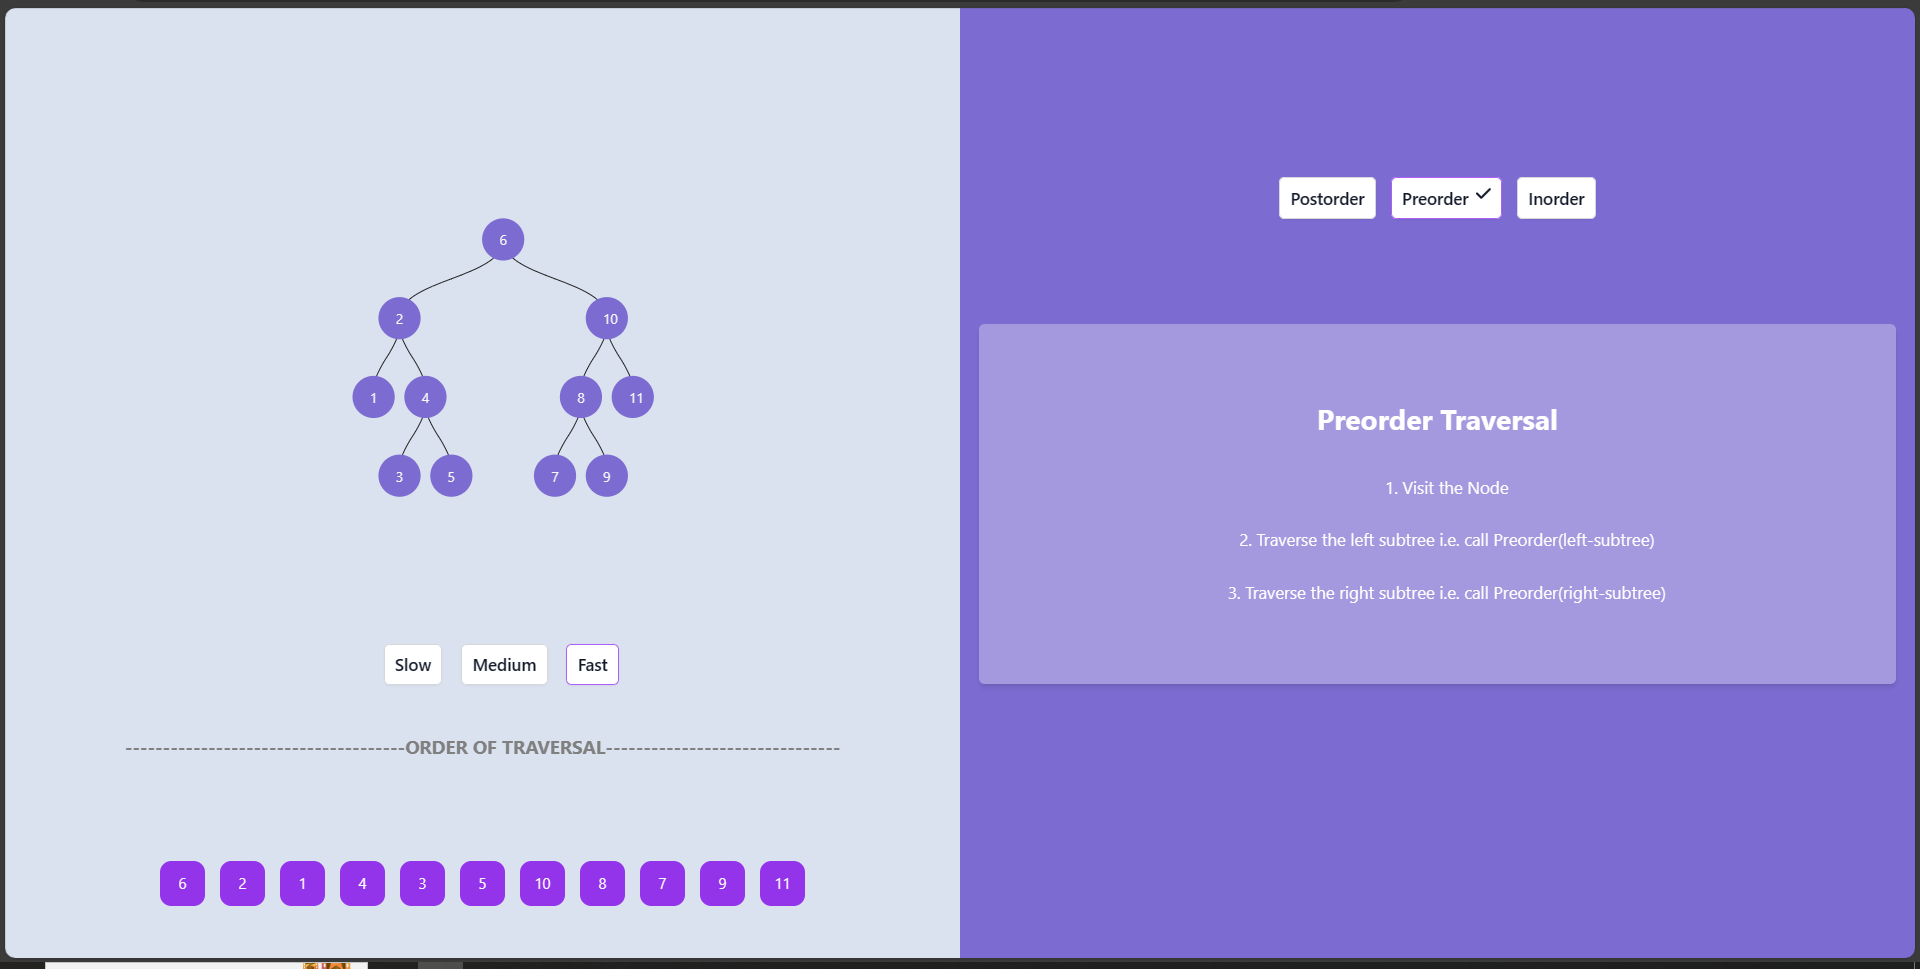 6
2 10
1 4 8 11
3 5 7 9
Slow Medium Fast
-------------------------------------ORDER OF TRAVERSAL-------------------------------
6 2 1 4 3 5 10 8 7 9 11
Postorder Preorder Inorder
Preorder Traversal
1. Visit the Node
2. Traverse the left subtree i.e. call Preorder(left-subtree)
3. Traverse the right subtree i.e. call Preorder(right-subtree)